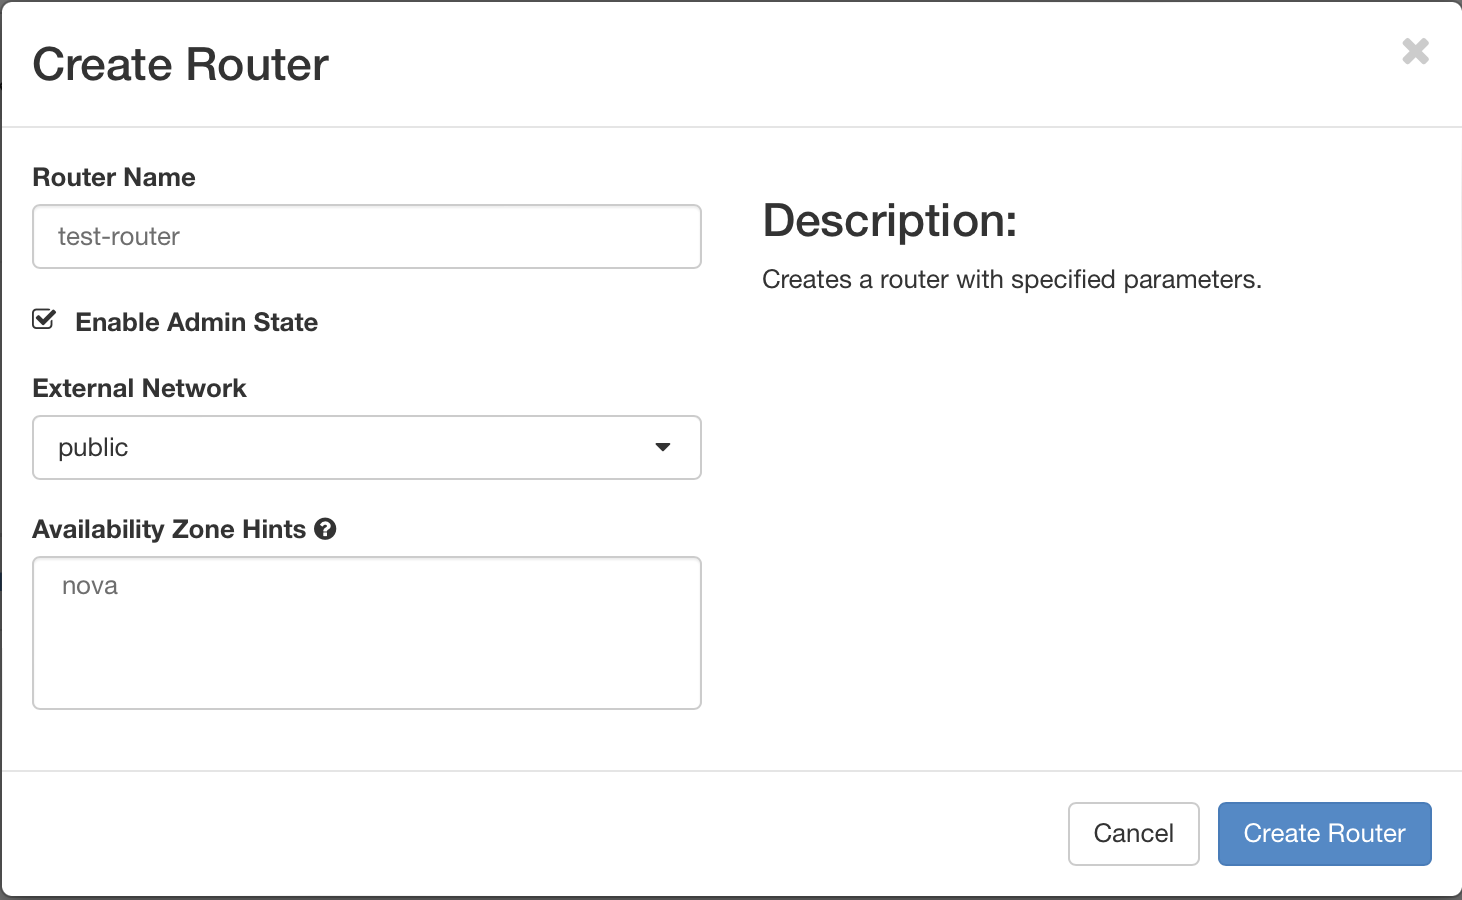 Create Router
Router Name
test-router
Enable Admin State
External Network
public
Availability Zone Hints
nova
Description:
Creates a router with specified parameters.
Cancel
Create Router